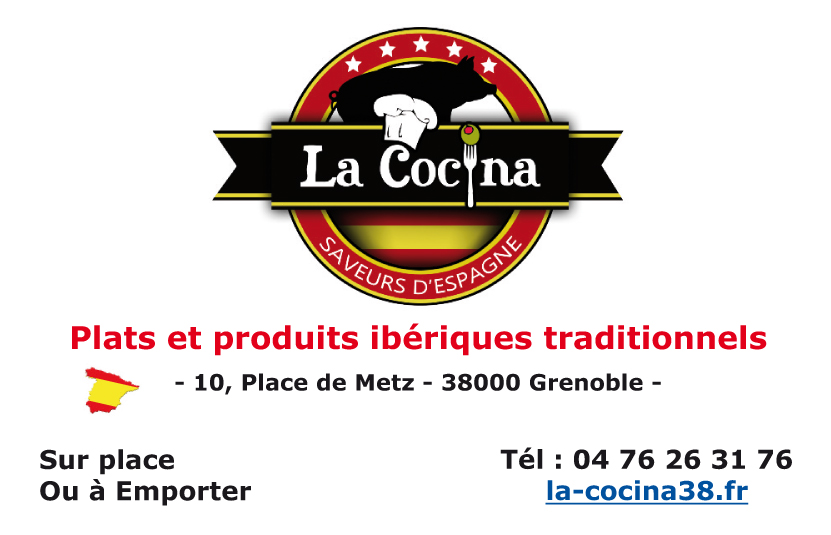 La Cocina
SAVEURS D'ESPAGNE
Plats et produits ibériques traditionnels
- 10, Place de Metz - 38000 Grenoble -
Sur place
Ou à Emporter
Tél : 04 76 26 31 76
la-cocina38.fr